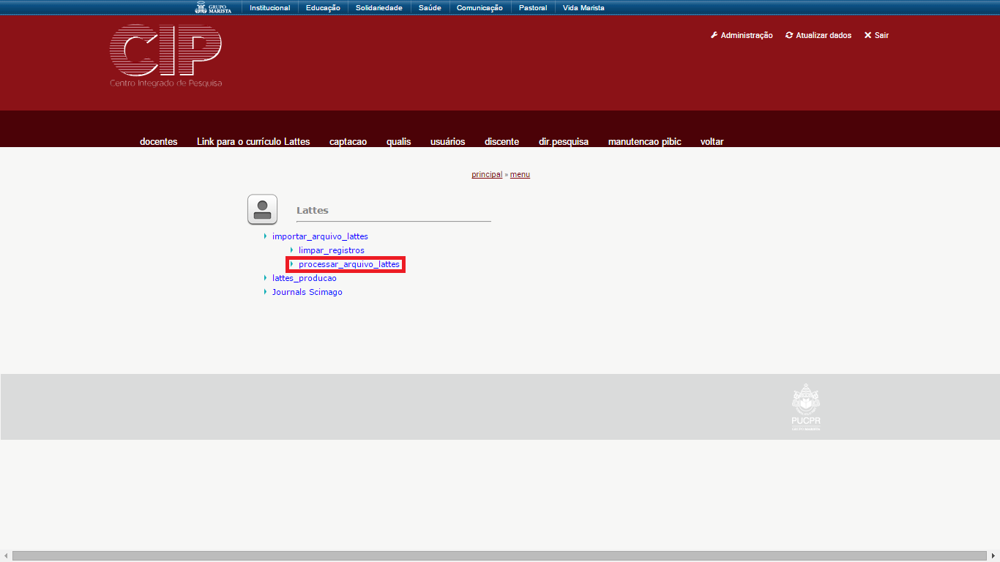 GRUPO MARISTA Institucional Educação Solidariedade Saúde Comunicação Pastoral Vida Marista
CIP
Centro Integrado de Pesquisa
Administração Atualizar dados Sair
docentes Link para o currículo Lattes captacao qualis usuários discente dir.pesquisa manutencao pibic voltar
principal » menu
Lattes
importar_arquivo_lattes
limpar_registros
processar_arquivo_lattes
lattes_producao
Journals Scimago
PUCPR
GRUPO MARISTA